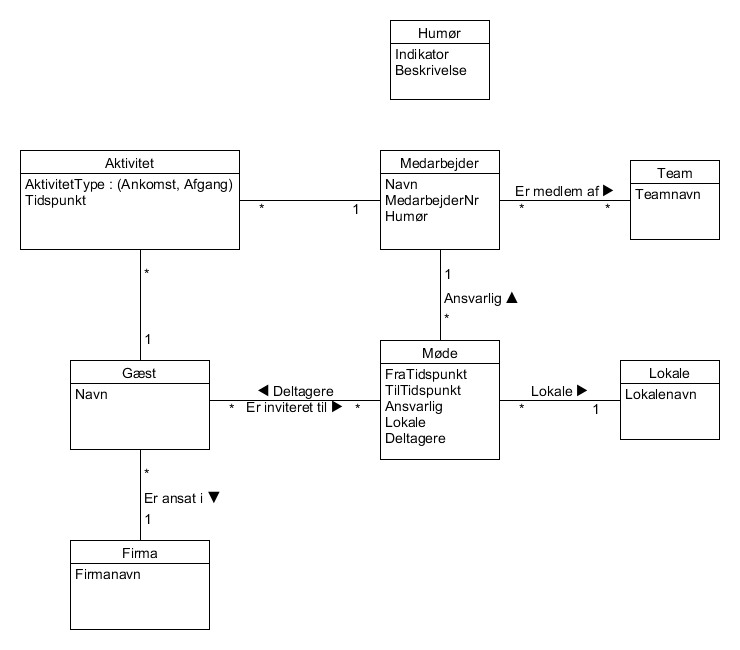 Humør
Indikator
Beskrivelse
Aktivitet
AktivitetType : (Ankomst, Afgang)
Tidspunkt
* 1
Medarbejder
Navn
MedarbejderNr
Humør
Er medlem af ▶
* *
Team
Teamnavn
*
1
1
Ansvarlig ▲
*
Gæst
Navn
◀ Deltagere
* Er inviteret til ▶ *
Møde
FraTidspunkt
TilTidspunkt
Ansvarlig
Lokale
Deltagere
Lokale ▶
* 1
Lokale
Lokalenavn
*
Er ansat i ▼
1
Firma
Firmanavn